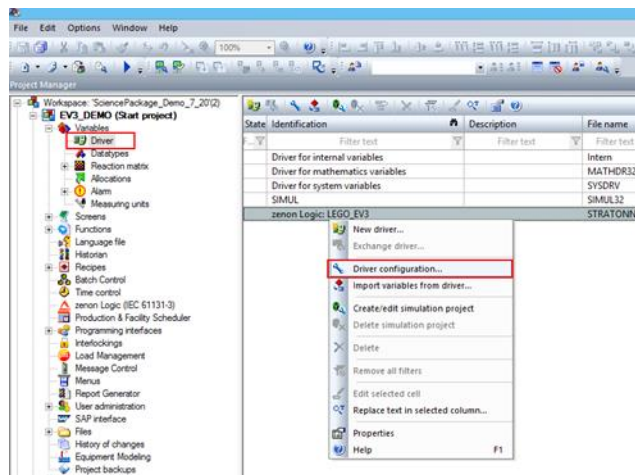 File Edit Options Window Help
100%
Project Manager
Workspace: 'SciencePackage_Demo_7_20'(2)
EV3_DEMO (Start project)
Variables
Driver
Datatypes
Reaction matrix
Allocations
Alarm
Measuring units
Screens
Functions
Language file
Historian
Recipes
Batch Control
Time control
zenon Logic (IEC 61131-3)
Production & Facility Scheduler
Programming interfaces
Interlockings
Load Management
Message Control
Menus
Report Generator
User administration
SAP interface
Files
History of changes
Equipment Modeling
Project backups
State Identification Description File name
F... Filter text Filter text Filter text
Driver for internal variables Intern
Driver for mathematics variables MATHDR32
Driver for system variables SYSDRV
SIMUL SIMUL32
zenon Logic: LEGO_EV3 STRATONN
New driver...
Exchange driver...
Driver configuration...
Import variables from driver...
Create/edit simulation project
Delete simulation project
Delete
Remove all filters
Edit selected cell
Replace text in selected column...
Properties
Help F1